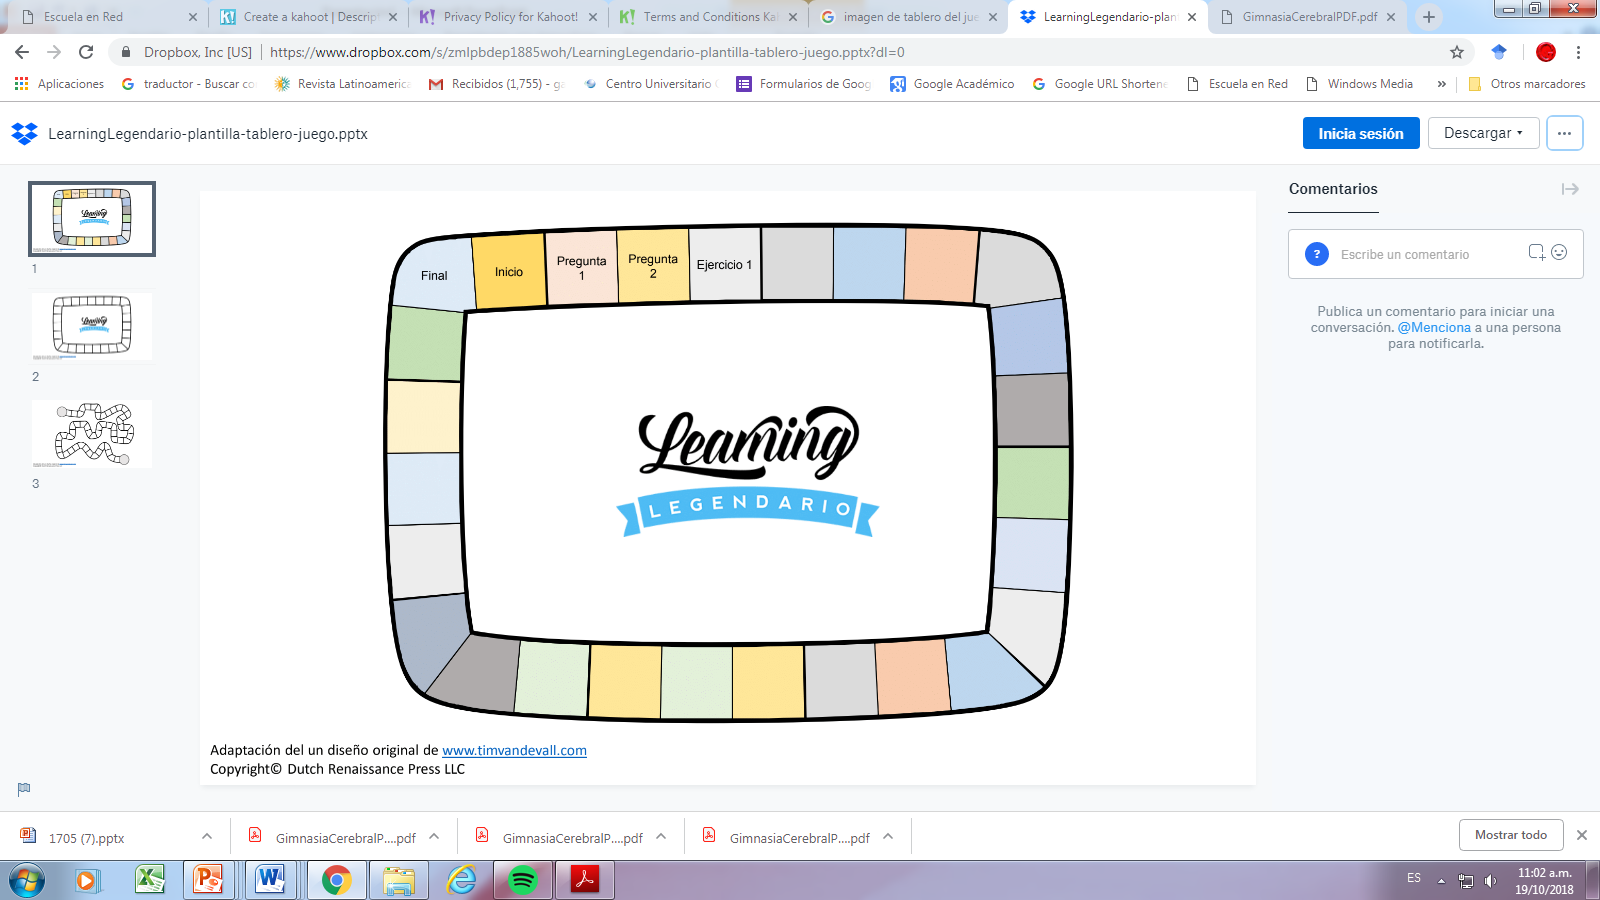 Escuela en Red
Create a kahoot | Descript
Privacy Policy for Kahoot!
Terms and Conditions Ka
imagen de tablero del jue
LearningLegendario-plant
GimnasiaCerebralPDF.pdf
Dropbox, Inc [US]
https://www.dropbox.com/s/zmlpbdep1885woh/LearningLegendario-plantilla-tablero-juego.pptx?dl=0
Aplicaciones
traductor - Buscar co
Revista Latinoameric
Recibidos (1,755) - ga
Centro Universitario
Formularios de Goog
Google Académico
Google URL Shortene
Escuela en Red
Windows Media
»
Otros marcadores
LearningLegendario-plantilla-tablero-juego.pptx
Inicia sesión
Descargar
1
2
3
Final
Inicio
Pregunta
1
Pregunta
2
Ejercicio 1
Learning
LEGENDARIO
Adaptación del un diseño original de www.timvandevall.com
Copyright© Dutch Renaissance Press LLC
Comentarios
? Escribe un comentario
Publica un comentario para iniciar una
conversación. @Menciona a una persona
para notificarla.
1705 (7).pptx
GimnasiaCerebralP....pdf
GimnasiaCerebralP....pdf
GimnasiaCerebralP....pdf
Mostrar todo
ES
11:02 a.m.
19/10/2018